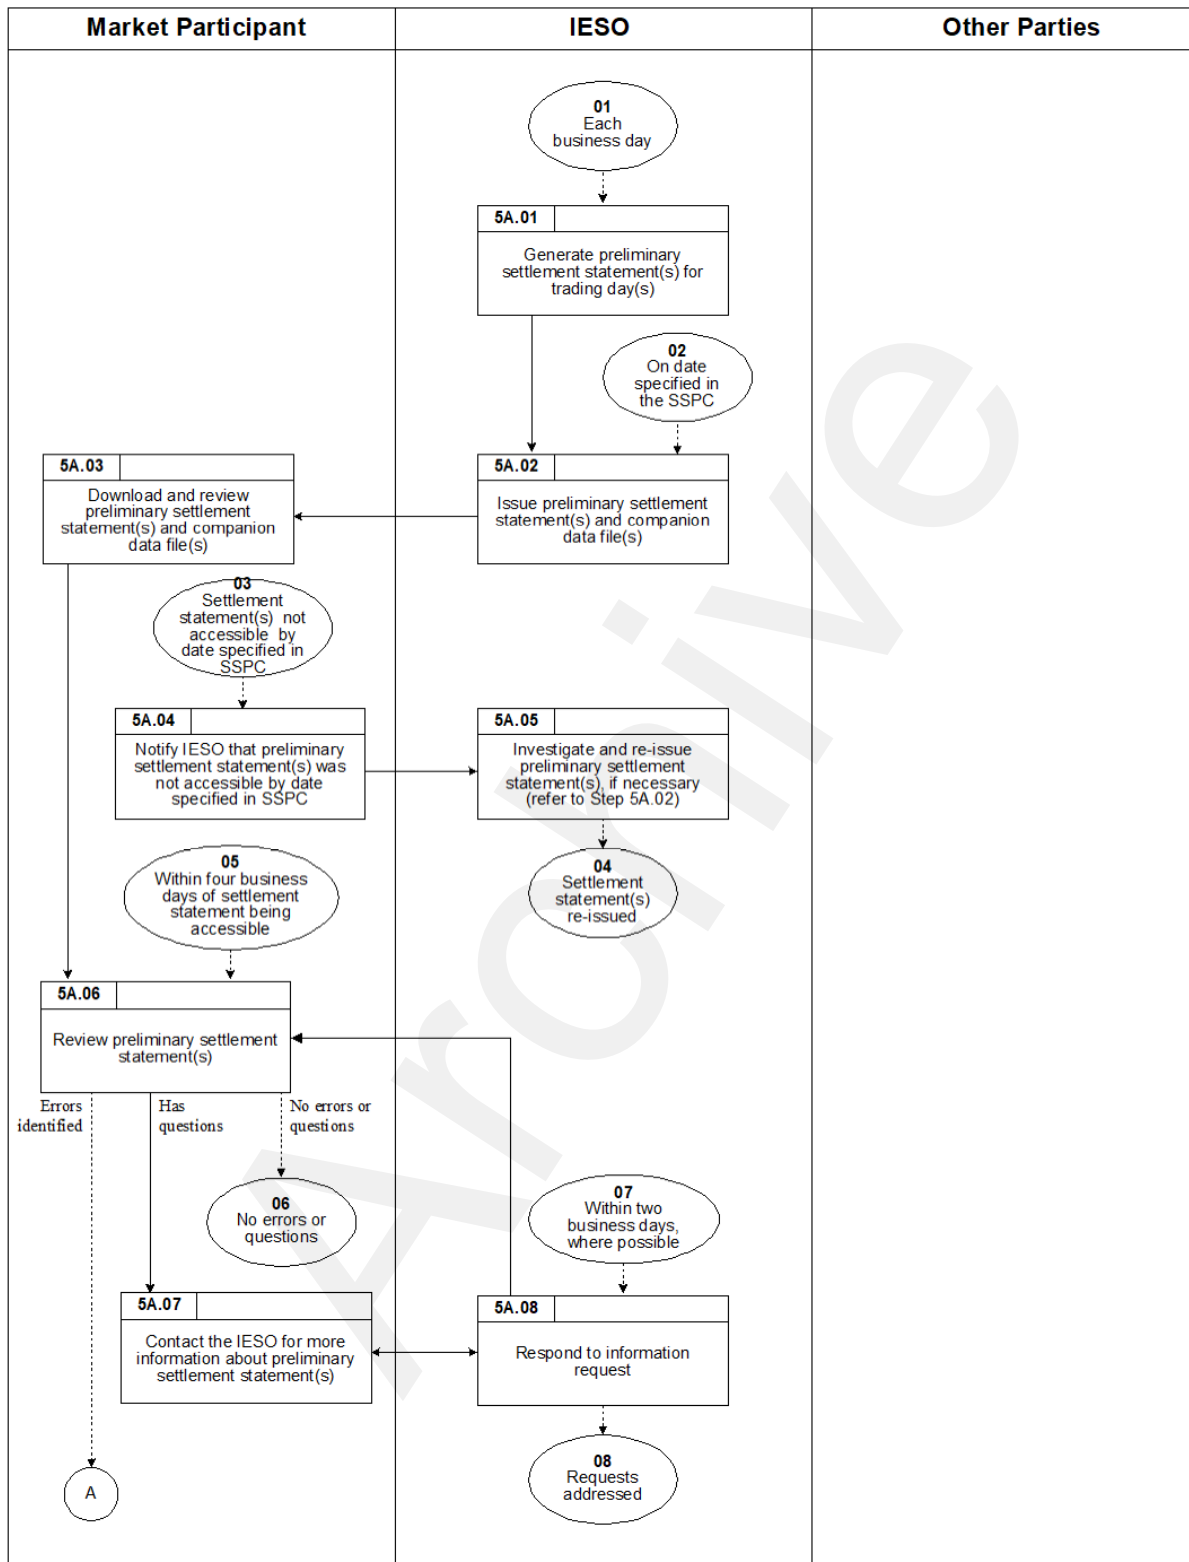 Market Participant
IESO
Other Parties
01
Each
business day
5A.01
Generate preliminary
settlement statement(s) for
trading day(s)
02
On date
specified in
the SSPC
5A.03
Download and review
preliminary settlement
statement(s) and companion
data file(s)
5A.02
Issue preliminary settlement
statement(s) and companion
data file(s)
03
Settlement
statement(s) not
accessible by
date specified in
SSPC
5A.04
Notify IESO that preliminary
settlement statement(s) was
not accessible by date
specified in SSPC
5A.05
Investigate and re-issue
preliminary settlement
statement(s), if necessary
(refer to Step 5A.02)
04
Settlement
statement(s)
re-issued
05
Within four business
days of settlement
statement being
accessible
5A.06
Review preliminary settlement
statement(s)
Errors
identified
Has
questions
No errors or
questions
06
No errors or
questions
07
Within two
business days,
where possible
5A.07
Contact the IESO for more
information about preliminary
settlement statement(s)
5A.08
Respond to information
request
08
Requests
addressed
A
Archive